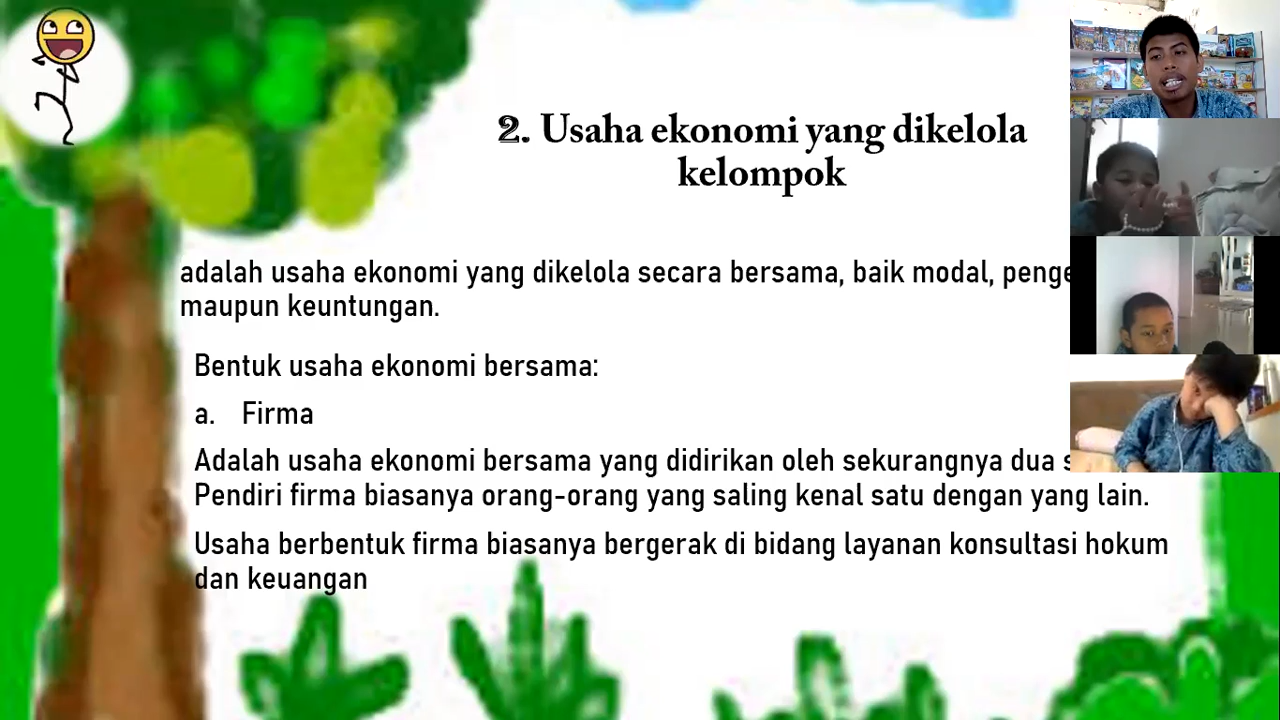 2. Usaha ekonomi yang dikelola
kelompok
adalah usaha ekonomi yang dikelola secara bersama, baik modal,
maupun keuntungan.
Bentuk usaha ekonomi bersama:
a. Firma
Adalah usaha ekonomi bersama yang didirikan oleh sekurangnya dua
Pendiri firma biasanya orang-orang yang saling kenal satu dengan yang lain.
Usaha berbentuk firma biasanya bergerak di bidang layanan konsultasi hokum
dan keuangan